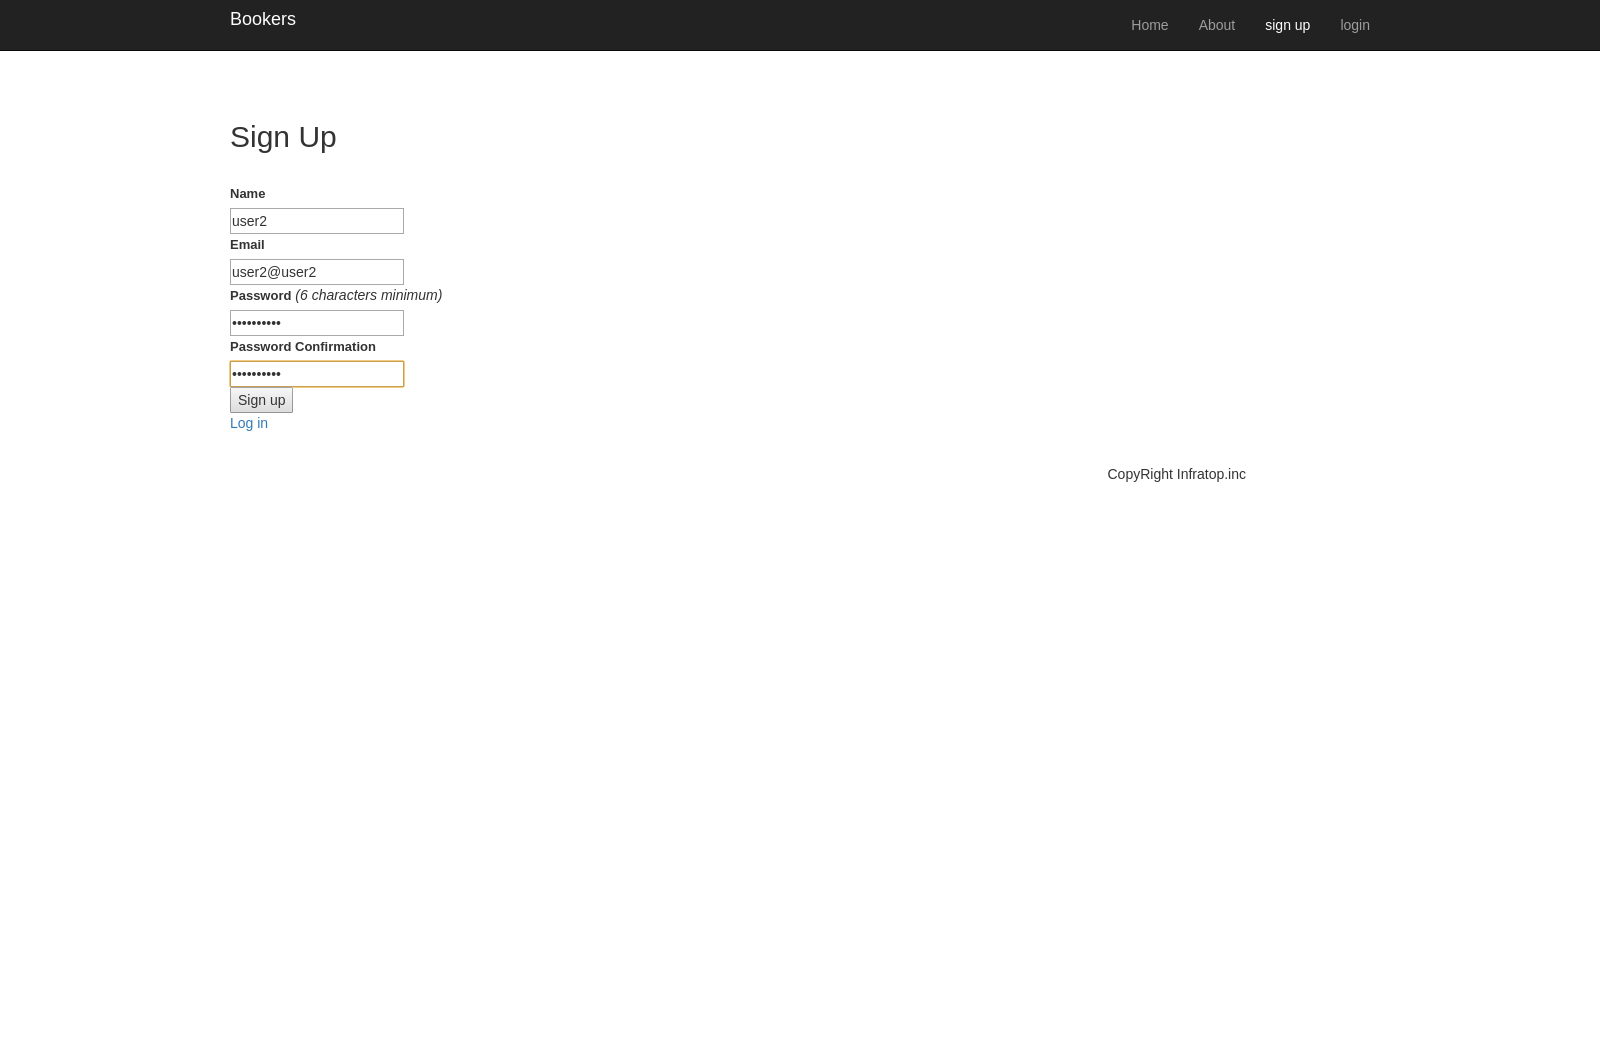 Bookers
Home About sign up login
Sign Up
Name
user2
Email
user2@user2
Password (6 characters minimum)
••••••••••
Password Confirmation
••••••••••
Sign up
Log in
CopyRight Infratop.inc